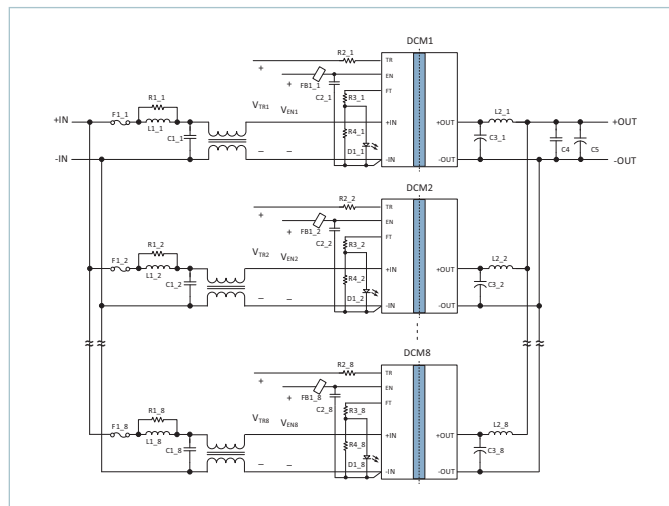 DCM1
R2_1
TR
EN
FB1_1
C2_1
FT
R3_1
R1_1
F1_1
L1_1
C1_1
VTR1
VEN1
+IN
+IN
+OUT
L2_1
+OUT
R4_1
C3_1
C4
C5
-IN
D1_1
-IN
-OUT
-OUT
DCM2
R2_2
TR
EN
FB1_2
C2_2
FT
R3_2
R1_2
F1_2
L1_2
C1_2
VTR2
VEN2
+IN
+OUT
L2_2
R4_2
C3_2
D1_2
-IN
-OUT
DCM8
R2_8
TR
EN
FB1_8
C2_8
FT
R3_8
R1_8
F1_8
L1_8
C1_8
VTR8
VEN8
+IN
+OUT
L2_8
R4_8
C3_8
D1_8
-IN
-OUT